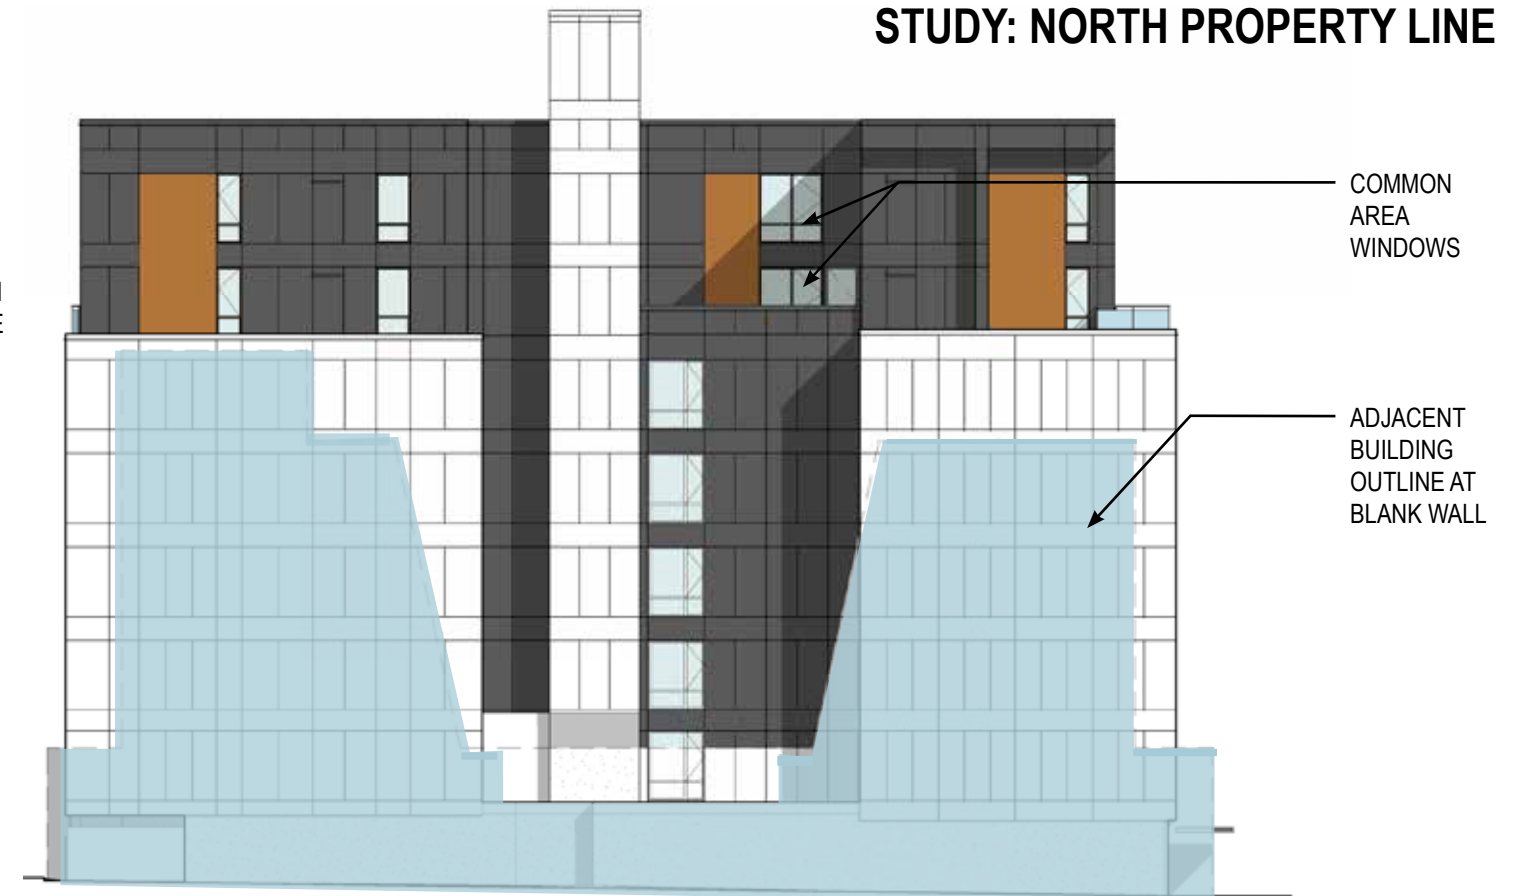 STUDY: NORTH PROPERTY LINE
COMMON
AREA
WINDOWS
ADJACENT
BUILDING
OUTLINE AT
BLANK WALL